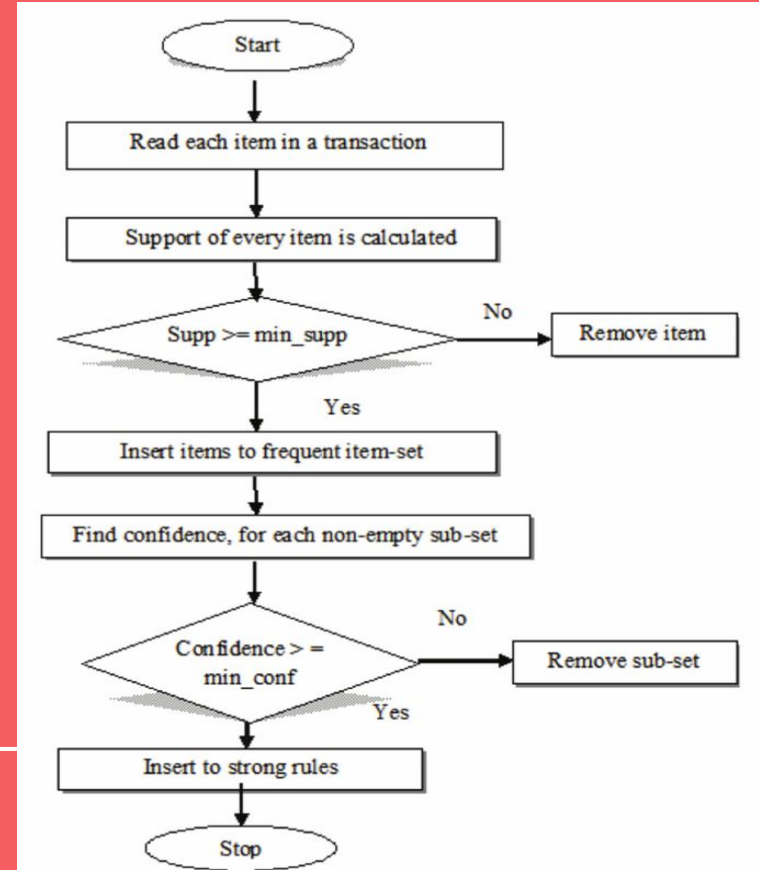 Start
Read each item in a transaction
Support of every item is calculated
Supp >= min_supp
No
Remove item
Yes
Insert items to frequent item-set
Find confidence, for each non-empty sub-set
No
Confidence > =
min_conf
Remove sub-set
Yes
Insert to strong rules
Stop